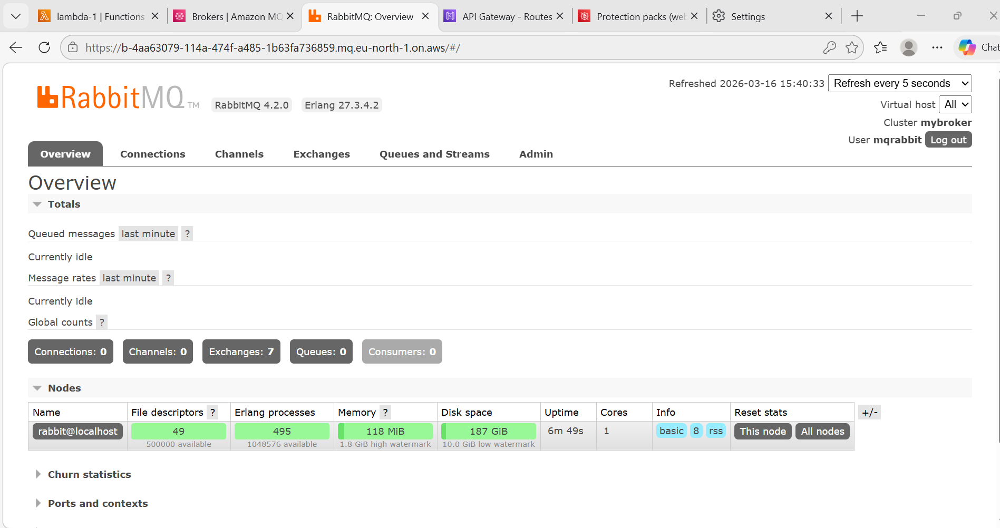 lambda-1 | Functions
Brokers | Amazon MQ
RabbitMQ: Overview
API Gateway - Routes
Protection packs (web
Settings
https://b-4aa63079-114a-474f-a485-1b63fa736859.mq.eu-north-1.on.aws/#/
Chat
RabbitMQ TM
RabbitMQ 4.2.0
Erlang 27.3.4.2
Refreshed 2026-03-16 15:40:33 Refresh every 5 seconds
Virtual host All
Cluster mybroker
User mqrabbit Log out
Overview Connections Channels Exchanges Queues and Streams Admin
Overview
Totals
Queued messages last minute ?
Currently idle
Message rates last minute ?
Currently idle
Global counts ?
Connections: 0 Channels: 0 Exchanges: 7 Queues: 0 Consumers: 0
Nodes
Name File descriptors ? Erlang processes Memory ? Disk space Uptime Cores Info Reset stats +/-
rabbit@localhost 49 495 118 MiB 187 GiB 6m 49s 1 basic 8 rss This node All nodes
500000 available 1048576 available 1.8 GiB high watermark 10.0 GiB low watermark
Churn statistics
Ports and contexts